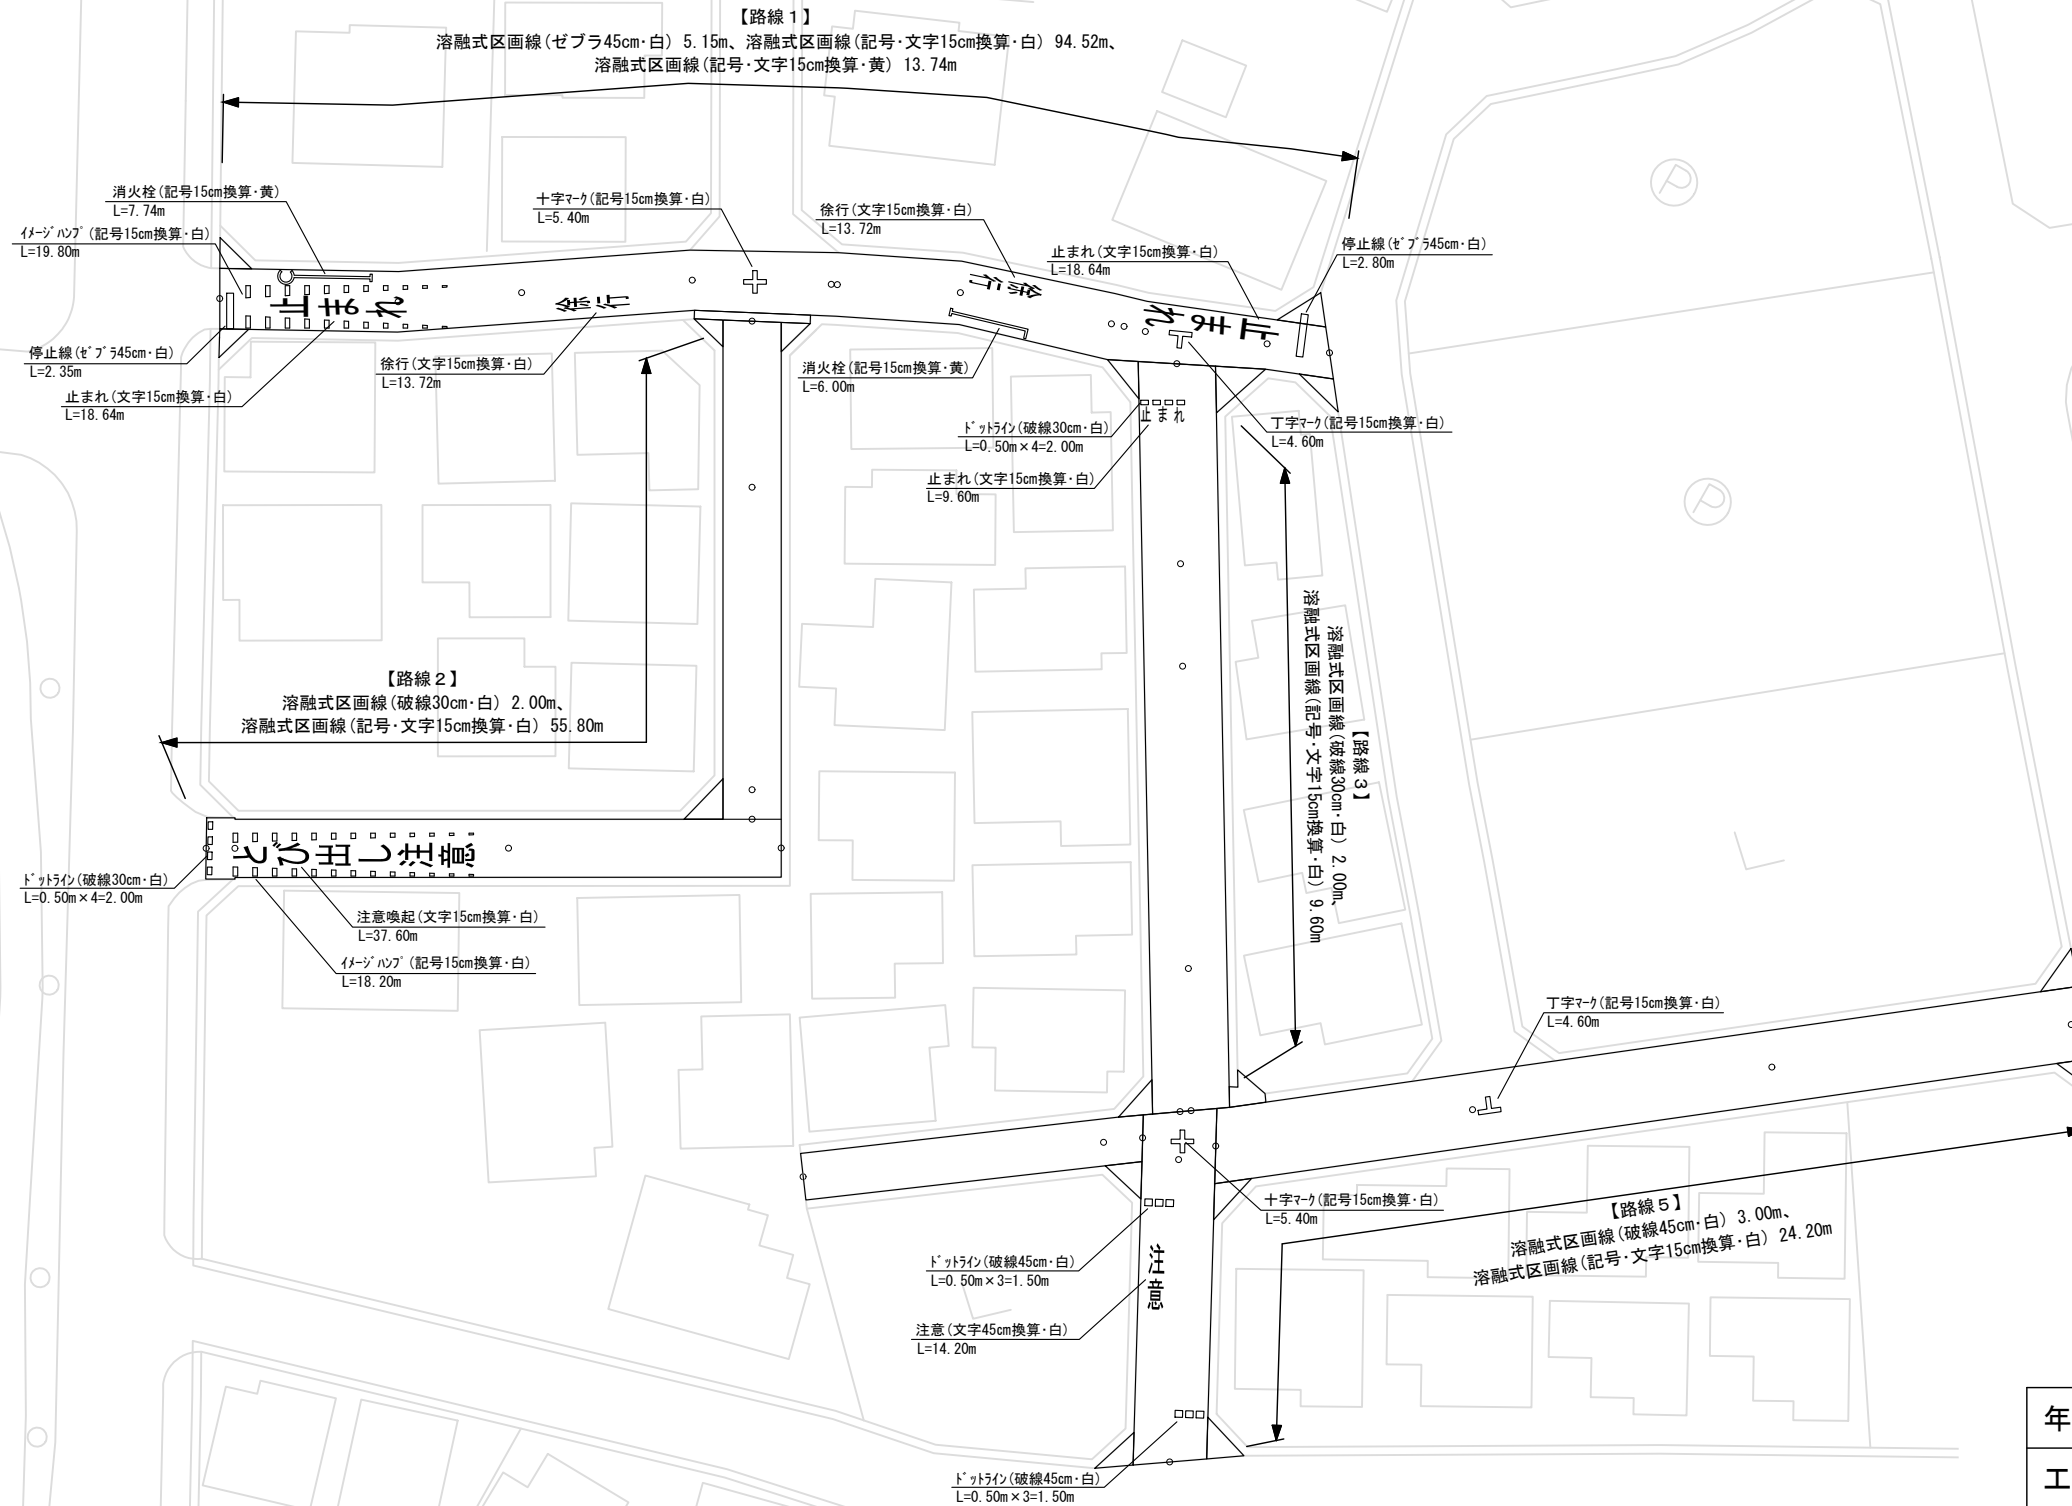 【路線１】
溶融式区画線(ゼブラ45cm･白) 5.15m、溶融式区画線(記号･文字15cm換算･白) 94.52m、
溶融式区画線(記号･文字15cm換算･黄) 13.74m
消火栓(記号15cm換算･黄)
L=7.74m
ｲﾒｰｼﾞﾊﾝﾌﾟ(記号15cm換算･白)
L=19.80m
十字ﾏｰｸ(記号15cm換算･白)
L=5.40m
徐行(文字15cm換算･白)
L=13.72m
止まれ(文字15cm換算･白)
L=18.64m
停止線(ｾﾞﾌﾞﾗ45cm･白)
L=2.80m
止まれ
徐行
徐行
止まれ
停止線(ｾﾞﾌﾞﾗ45cm･白)
L=2.35m
止まれ(文字15cm換算･白)
L=18.64m
徐行(文字15cm換算･白)
L=13.72m
消火栓(記号15cm換算･黄)
L=6.00m
止まれ
ﾄﾞｯﾄﾗｲﾝ(破線30cm･白)
L=0.50m×4=2.00m
丁字ﾏｰｸ(記号15cm換算･白)
L=4.60m
止まれ(文字15cm換算･白)
L=9.60m
【路線２】
溶融式区画線(破線30cm･白) 2.00m、
溶融式区画線(記号･文字15cm換算･白) 55.80m
【路線３】
溶融式区画線(破線30cm･白) 2.00m、
溶融式区画線(記号･文字15cm換算･白) 9.60m
とび出し注意
ﾄﾞｯﾄﾗｲﾝ(破線30cm･白)
L=0.50m×4=2.00m
注意喚起(文字15cm換算･白)
L=37.60m
ｲﾒｰｼﾞﾊﾝﾌﾟ(記号15cm換算･白)
L=18.20m
丁字ﾏｰｸ(記号15cm換算･白)
L=4.60m
十字ﾏｰｸ(記号15cm換算･白)
L=5.40m
【路線５】
溶融式区画線(破線45cm･白) 3.00m、
溶融式区画線(記号･文字15cm換算･白) 24.20m
ﾄﾞｯﾄﾗｲﾝ(破線45cm･白)
L=0.50m×3=1.50m
注意
注意(文字45cm換算･白)
L=14.20m
ﾄﾞｯﾄﾗｲﾝ(破線45cm･白)
L=0.50m×3=1.50m
P
P
年
工